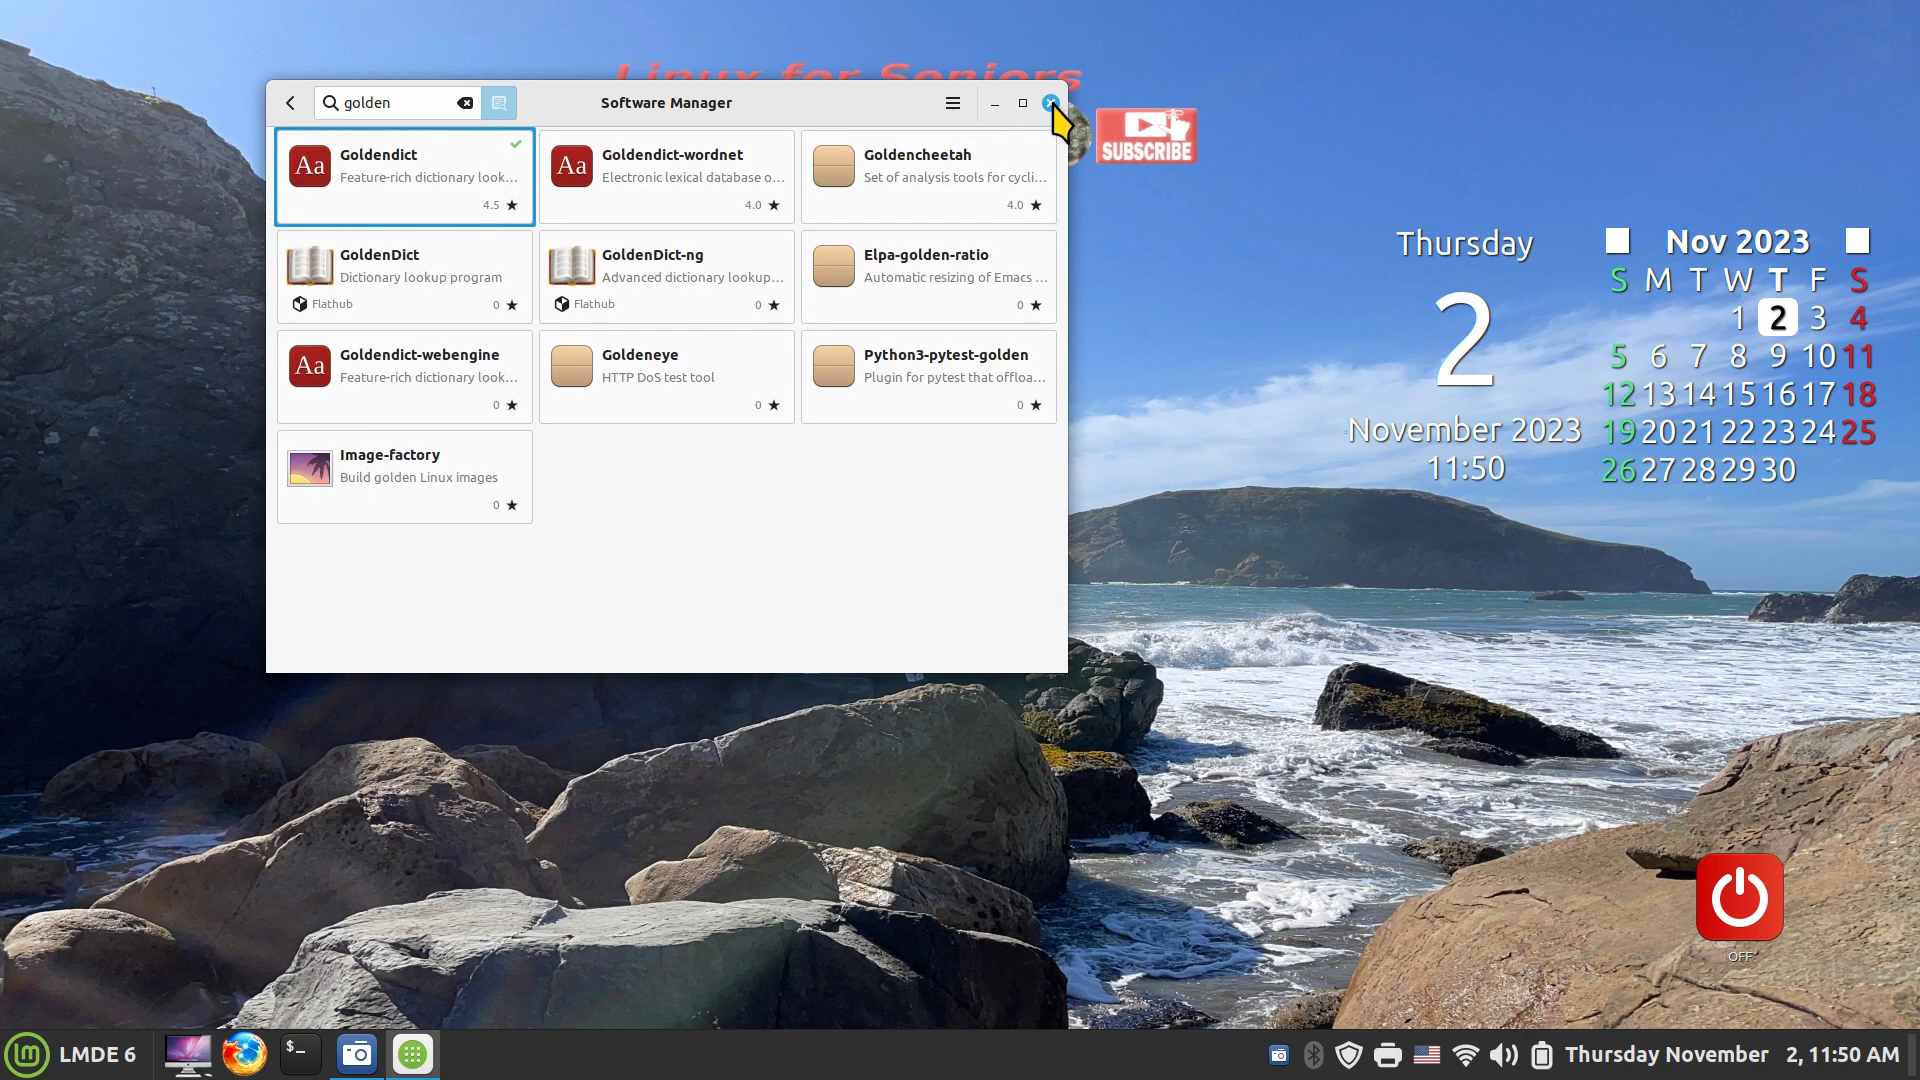 Linux for Seniors
golden
Software Manager
SUBSCRIBE
Aa
Goldendict
Feature-rich dictionary look...
4.5 ★
Aa
Goldendict-wordnet
Electronic lexical database o...
4.0 ★
Goldencheetah
Set of analysis tools for cycli...
4.0 ★
GoldenDict
Dictionary lookup program
Flathub
0 ★
GoldenDict-ng
Advanced dictionary lookup...
Flathub
0 ★
Elpa-golden-ratio
Automatic resizing of Emacs ...
0 ★
Aa
Goldendict-webengine
Feature-rich dictionary look...
0 ★
Goldeneye
HTTP DoS test tool
0 ★
Python3-pytest-golden
Plugin for pytest that offloa...
0 ★
Image-factory
Build golden Linux images
0 ★
Thursday
2
November 2023
11:50
Nov 2023
S M T W T F S
1 2 3 4
5 6 7 8 9 10 11
12 13 14 15 16 17 18
19 20 21 22 23 24 25
26 27 28 29 30
OFF
LMDE 6
$_
Thursday November 2, 11:50 AM